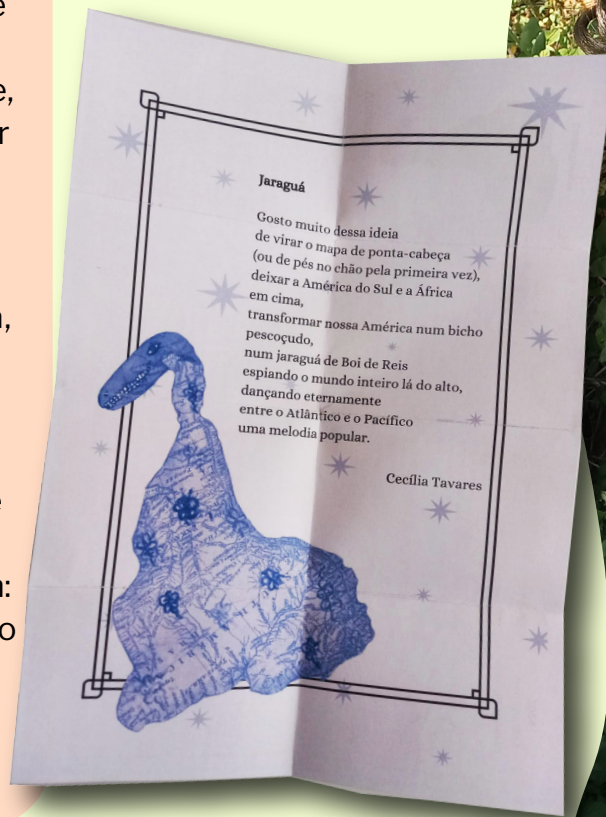 Jaraguá
Gosto muito dessa ideia
de virar o mapa de ponta-cabeça
(ou de pés no chão pela primeira vez),
deixar a América do Sul e a África
em cima,
transformar nossa América num bicho
pescoçudo,
num jaraguá de Boi de Reis
espiando o mundo inteiro lá do alto,
dançando eternamente
entre o Atlântico e o Pacífico
uma melodia popular.
Cecília Tavares